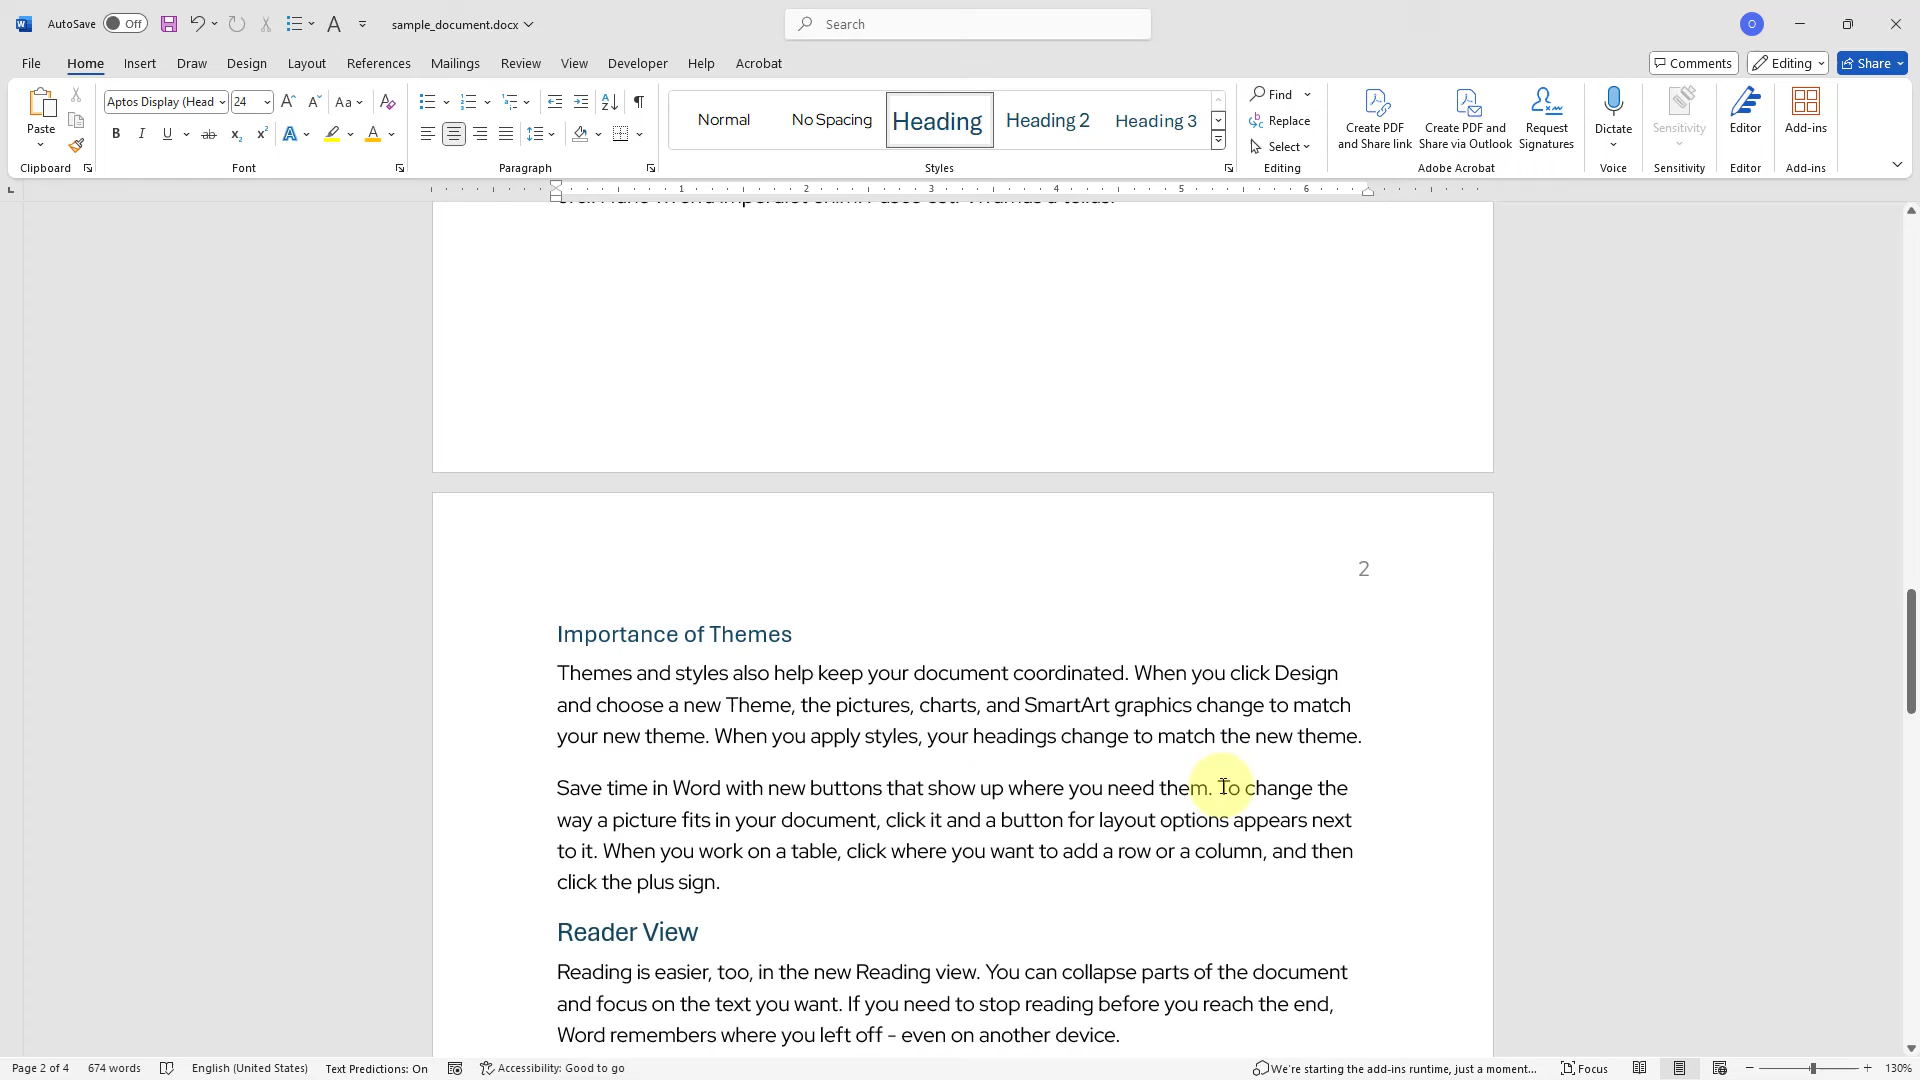 AutoSave Off sample_document.docx Search O
File Home Insert Draw Design Layout References Mailings Review View Developer Help Acrobat Comments Editing Share
Paste Aptos Display (Head 24 Aa Normal No Spacing Heading Heading 2 Heading 3 Find Replace Select Create PDF and Share link Create PDF and Share via Outlook Request Signatures Dictate Sensitivity Editor Add-ins
Clipboard Font Paragraph Styles Editing Adobe Acrobat Voice Sensitivity Editor Add-ins
1 2 3 4 5 6
2
Importance of Themes
Themes and styles also help keep your document coordinated. When you click Design
and choose a new Theme, the pictures, charts, and SmartArt graphics change to match
your new theme. When you apply styles, your headings change to match the new theme.
Save time in Word with new buttons that show up where you need them. To change the
way a picture fits in your document, click it and a button for layout options appears next
to it. When you work on a table, click where you want to add a row or a column, and then
click the plus sign.
Reader View
Reading is easier, too, in the new Reading view. You can collapse parts of the document
and focus on the text you want. If you need to stop reading before you reach the end,
Word remembers where you left off - even on another device.
Page 2 of 4 674 words English (United States) Text Predictions: On Accessibility: Good to go We're starting the add-ins runtime, just a moment... Focus 130%